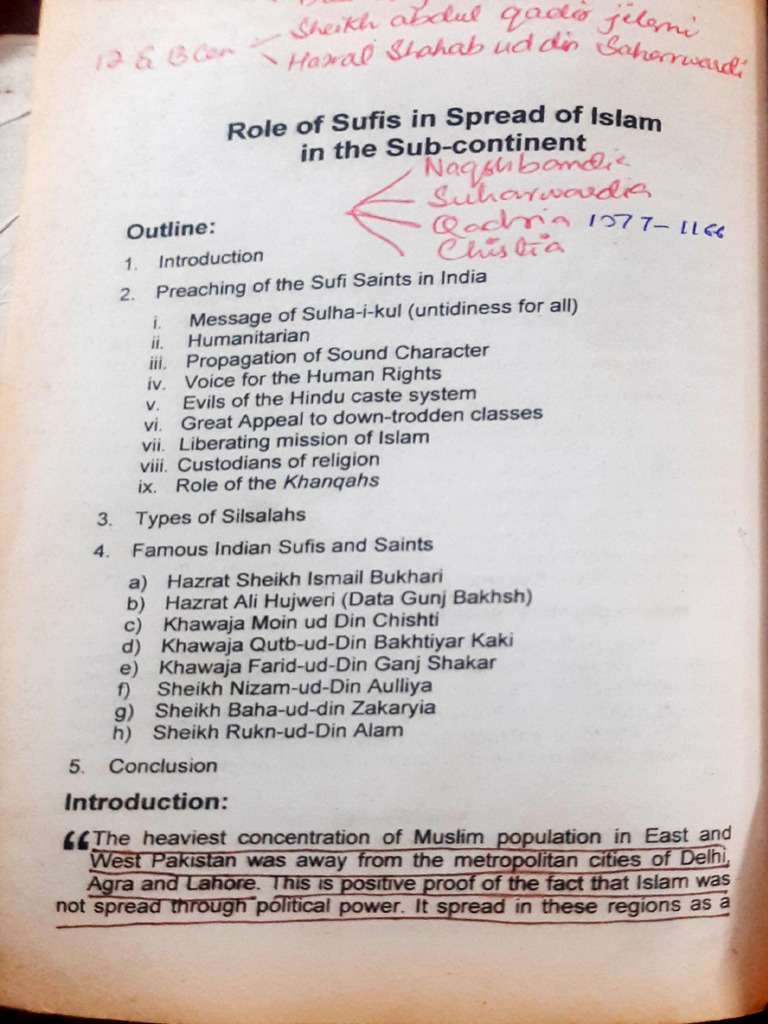 Sheikh abdul qadir jelani
12 & 13 Cen
Hazrat Shahab ud din Saharwardi
Role of Sufis in Spread of Islam
in the Sub-continent
Naqshbandia
Suharwardia
Qadria 1077-1166
Chistia
Outline:
1. Introduction
2. Preaching of the Sufi Saints in India
i. Message of Sulha-i-kul (untidiness for all)
ii. Humanitarian
iii. Propagation of Sound Character
iv. Voice for the Human Rights
v. Evils of the Hindu caste system
vi. Great Appeal to down-trodden classes
vii. Liberating mission of Islam
viii. Custodians of religion
ix. Role of the Khanqahs
3. Types of Silsalahs
4. Famous Indian Sufis and Saints
a) Hazrat Sheikh Ismail Bukhari
b) Hazrat Ali Hujweri (Data Gunj Bakhsh)
c) Khawaja Moin ud Din Chishti
d) Khawaja Qutb-ud-Din Bakhtiyar Kaki
e) Khawaja Farid-ud-Din Ganj Shakar
f) Sheikh Nizam-ud-Din Aulliya
g) Sheikh Baha-ud-din Zakaryia
h) Sheikh Rukn-ud-Din Alam
5. Conclusion
Introduction:
“The heaviest concentration of Muslim population in East and
West Pakistan was away from the metropolitan cities of Delhi,
Agra and Lahore. This is positive proof of the fact that Islam was
not spread through political power. It spread in these regions as a